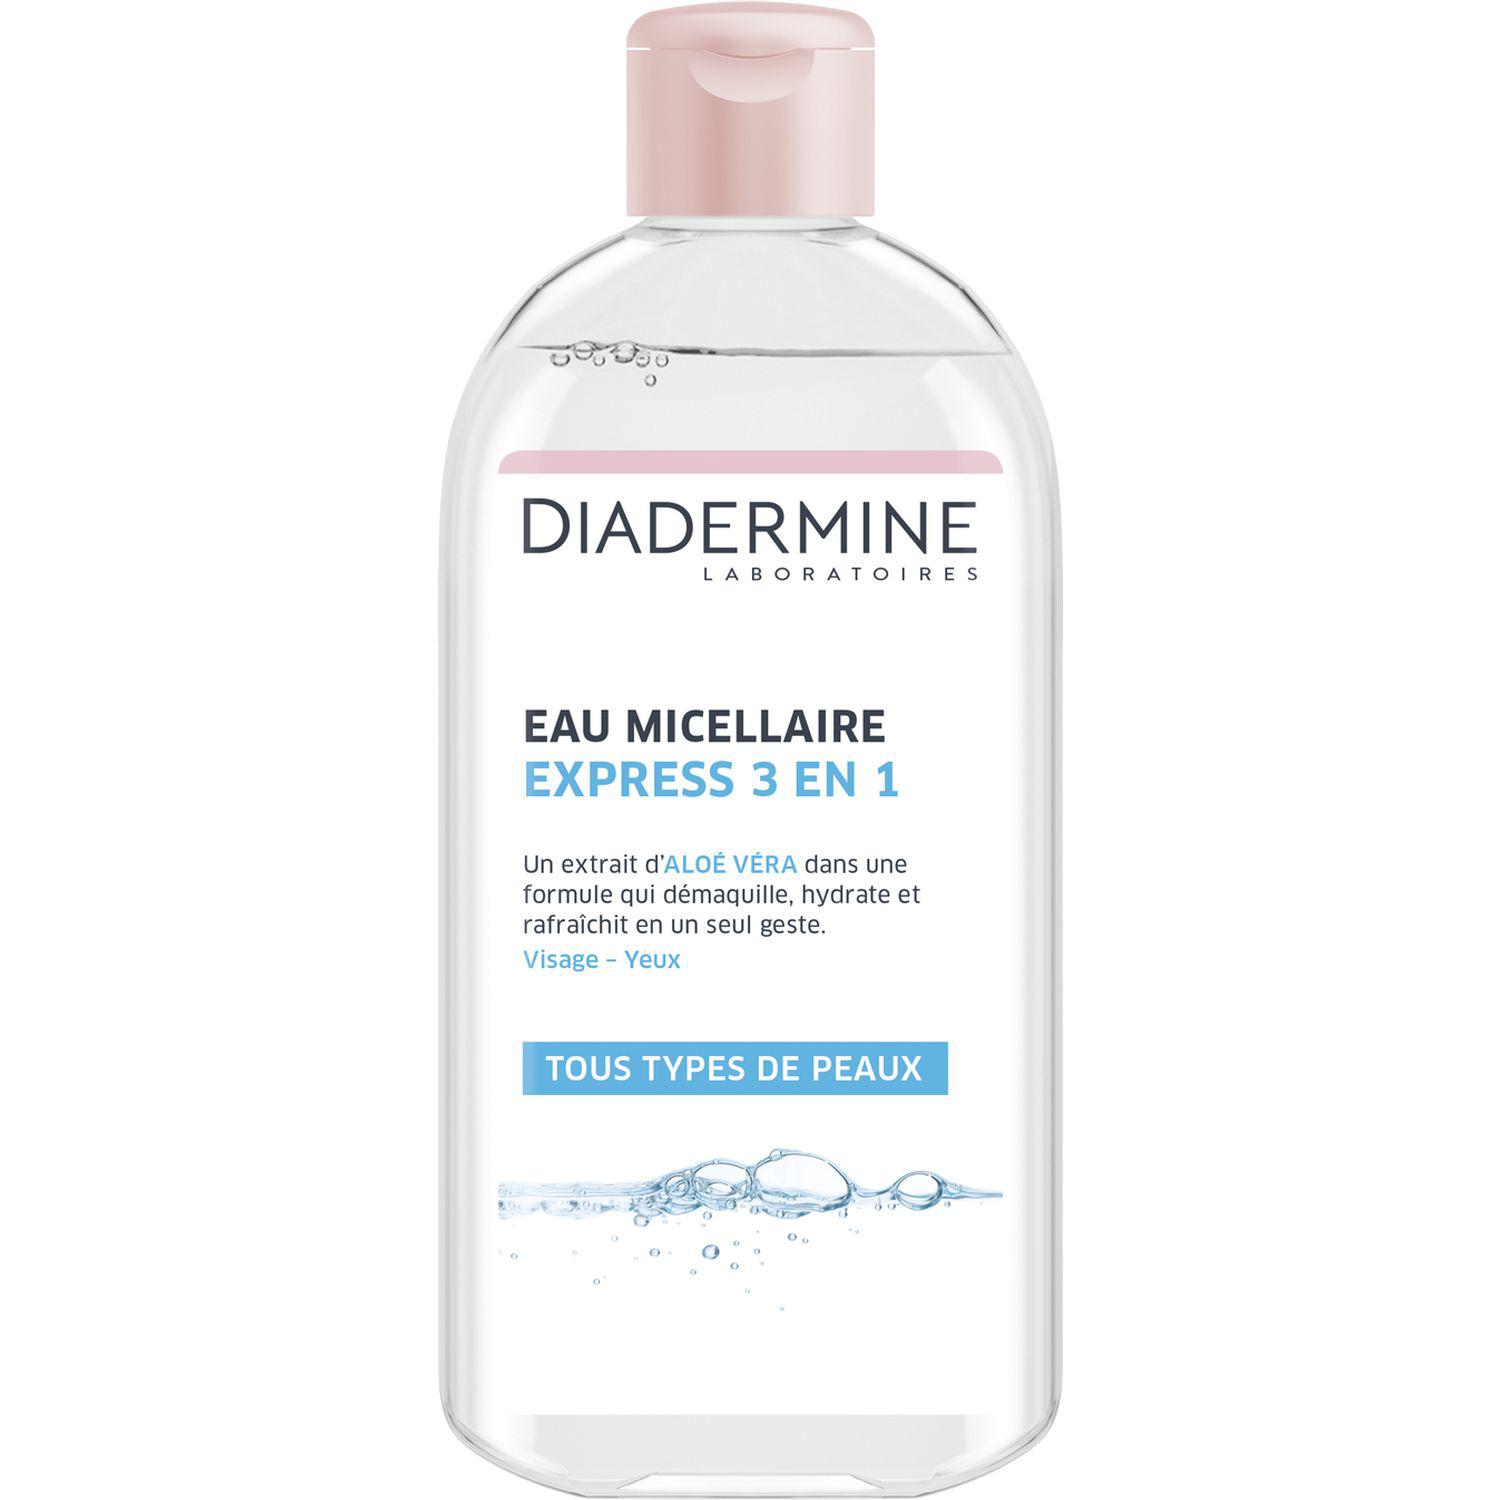 DIADERMINE
LABORATOIRES
EAU MICELLAIRE
EXPRESS 3 EN 1
Un extrait d'ALOÉ VÉRA dans une
formule qui démaquille, hydrate et
rafraîchit en un seul geste.
Visage – Yeux
TOUS TYPES DE PEAUX